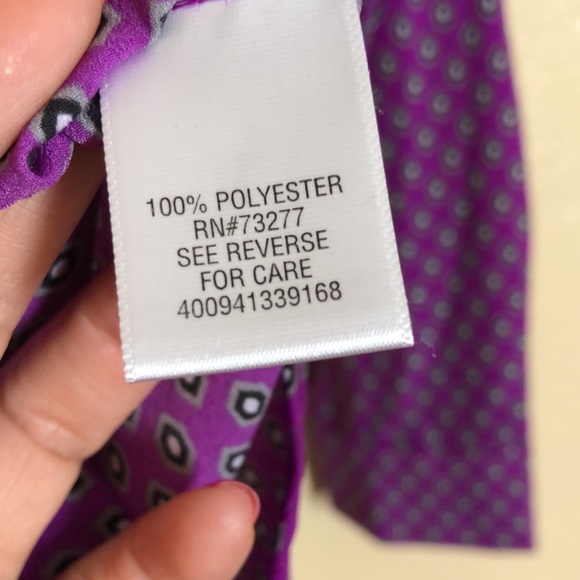 100% POLYESTER
RN#73277
SEE REVERSE
FOR CARE
400941339168